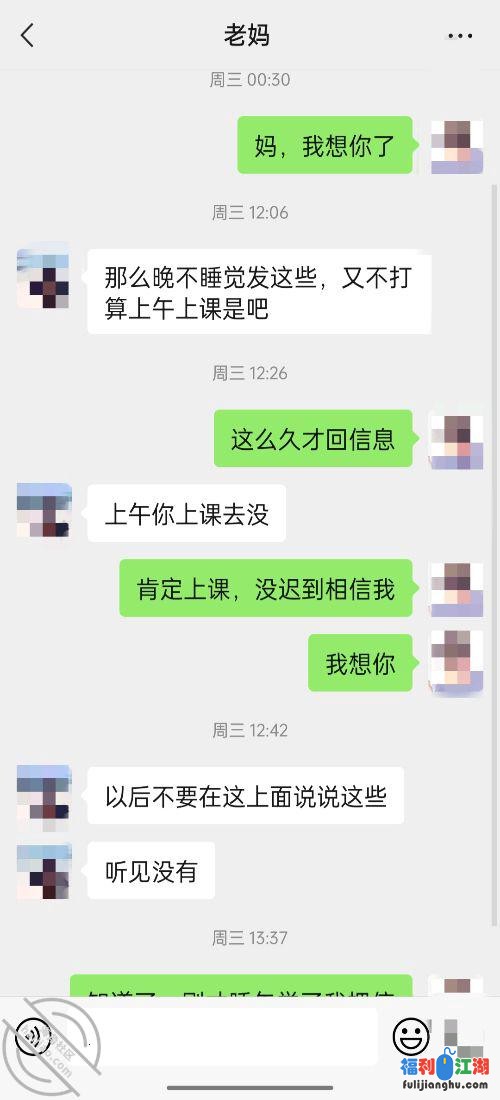 老妈
周三 00:30
妈，我想你了
周三 12:06
那么晚不睡觉发这些，又不打
算上午上课是吧
周三 12:26
这么久才回信息
上午你上课去没
肯定上课，没迟到相信我
我想你
周三 12:42
以后不要在这上面说说这些
听见没有
周三 13:37
福利江湖
fulijianghu.com